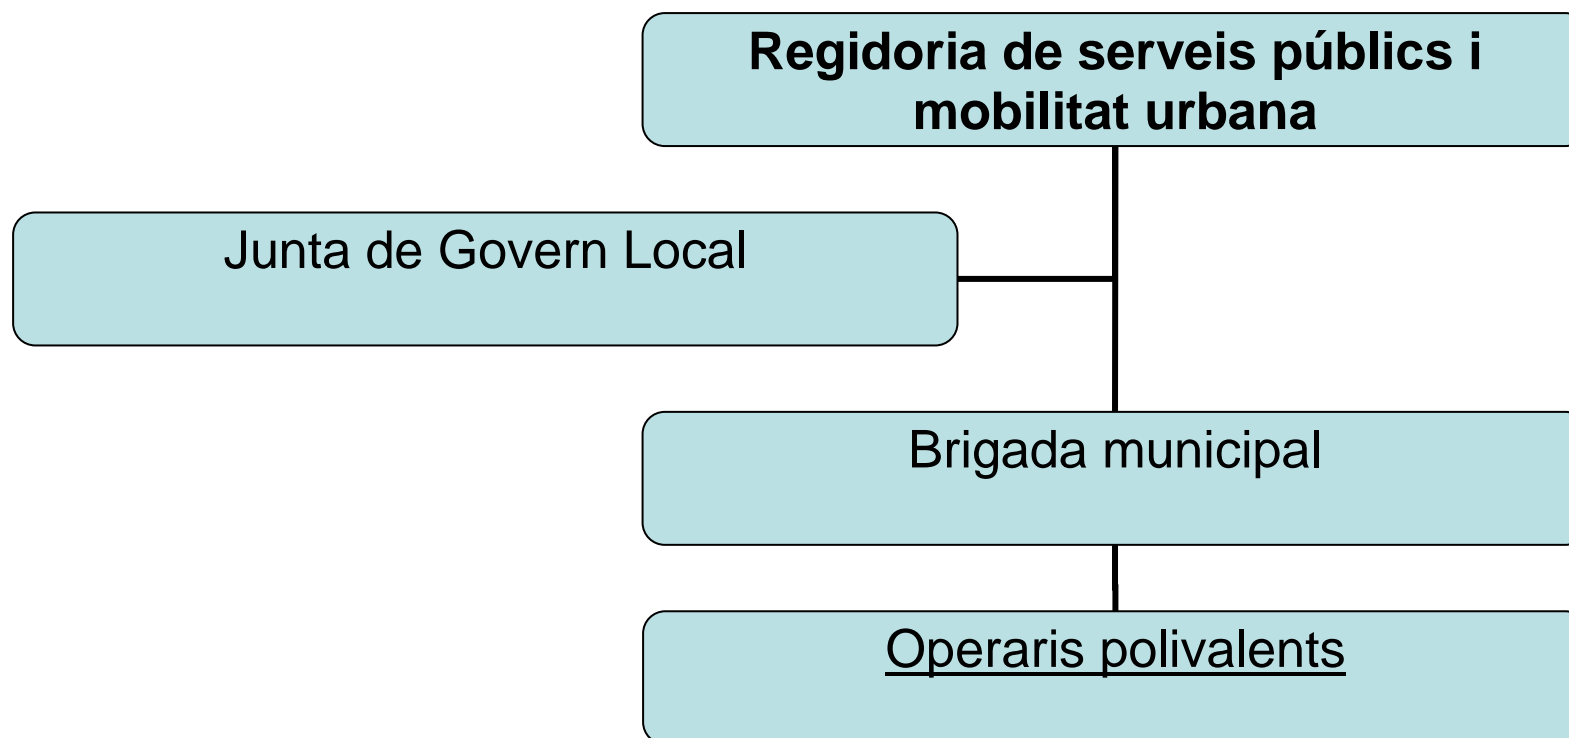 Regidoria de serveis públics i
mobilitat urbana
Junta de Govern Local
Brigada municipal
Operaris polivalents